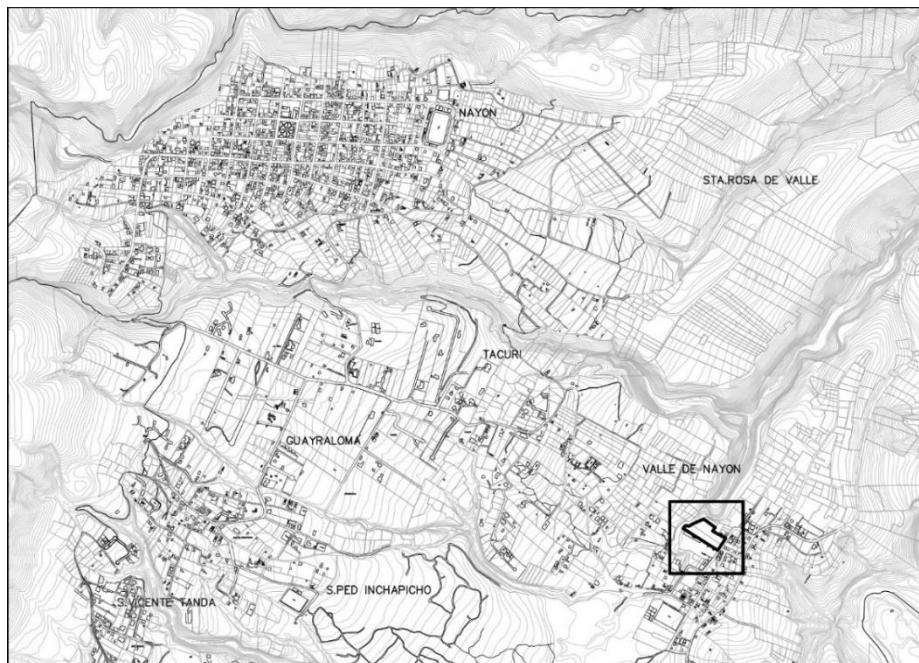 NAYON
STA.ROSA DE VALLE
TACURI
GUAYRALOMA
VALLE DE NAYON
S.PED INCHAPICHO
S.VICENTE TANDA